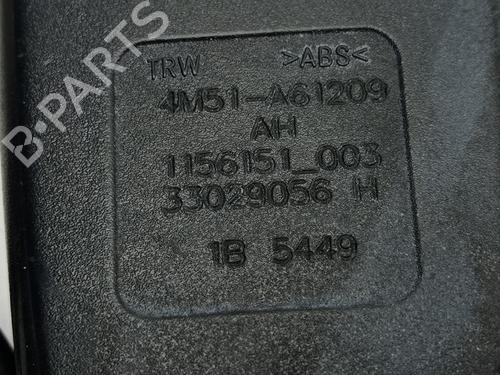 B-PARTS
TRW >ABS<
4M51-A61209
AH
1156151_003
33029056 H
1B 5449